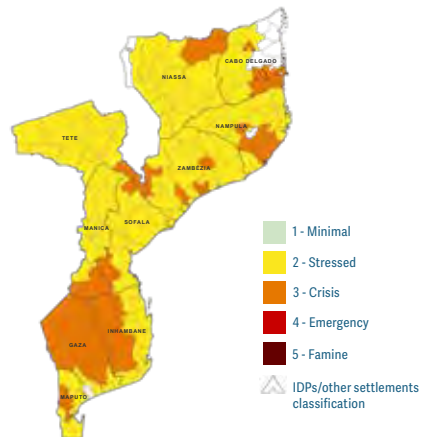 CABO DELGADO
NIASSA
NAMPULA
TETE
ZAMBÉZIA
SOFALA
MANICA
INHAMBANE
GAZA
MAPUTO
1 - Minimal
2 - Stressed
3 - Crisis
4 - Emergency
5 - Famine
IDPs/other settlements
classification